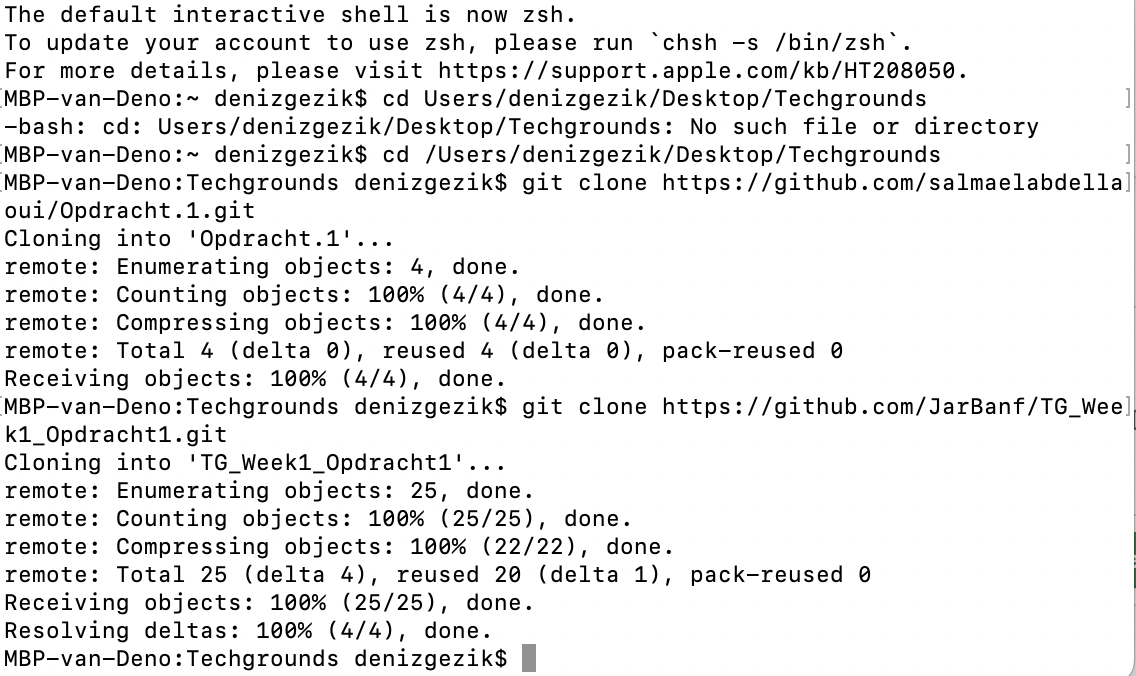 The default interactive shell is now zsh.
To update your account to use zsh, please run `chsh -s /bin/zsh`.
For more details, please visit https://support.apple.com/kb/HT208050.
[MBP-van-Deno:~ denizgezik$ cd Users/denizgezik/Desktop/Techgrounds ]
-bash: cd: Users/denizgezik/Desktop/Techgrounds: No such file or directory
[MBP-van-Deno:~ denizgezik$ cd /Users/denizgezik/Desktop/Techgrounds ]
[MBP-van-Deno:Techgrounds denizgezik$ git clone https://github.com/salmaelabdella]
oui/Opdracht.1.git
Cloning into 'Opdracht.1'...
remote: Enumerating objects: 4, done.
remote: Counting objects: 100% (4/4), done.
remote: Compressing objects: 100% (4/4), done.
remote: Total 4 (delta 0), reused 4 (delta 0), pack-reused 0
Receiving objects: 100% (4/4), done.
[MBP-van-Deno:Techgrounds denizgezik$ git clone https://github.com/JarBanf/TG_Wee]
k1_Opdracht1.git
Cloning into 'TG_Week1_Opdracht1'...
remote: Enumerating objects: 25, done.
remote: Counting objects: 100% (25/25), done.
remote: Compressing objects: 100% (22/22), done.
remote: Total 25 (delta 4), reused 20 (delta 1), pack-reused 0
Receiving objects: 100% (25/25), done.
Resolving deltas: 100% (4/4), done.
MBP-van-Deno:Techgrounds denizgezik$